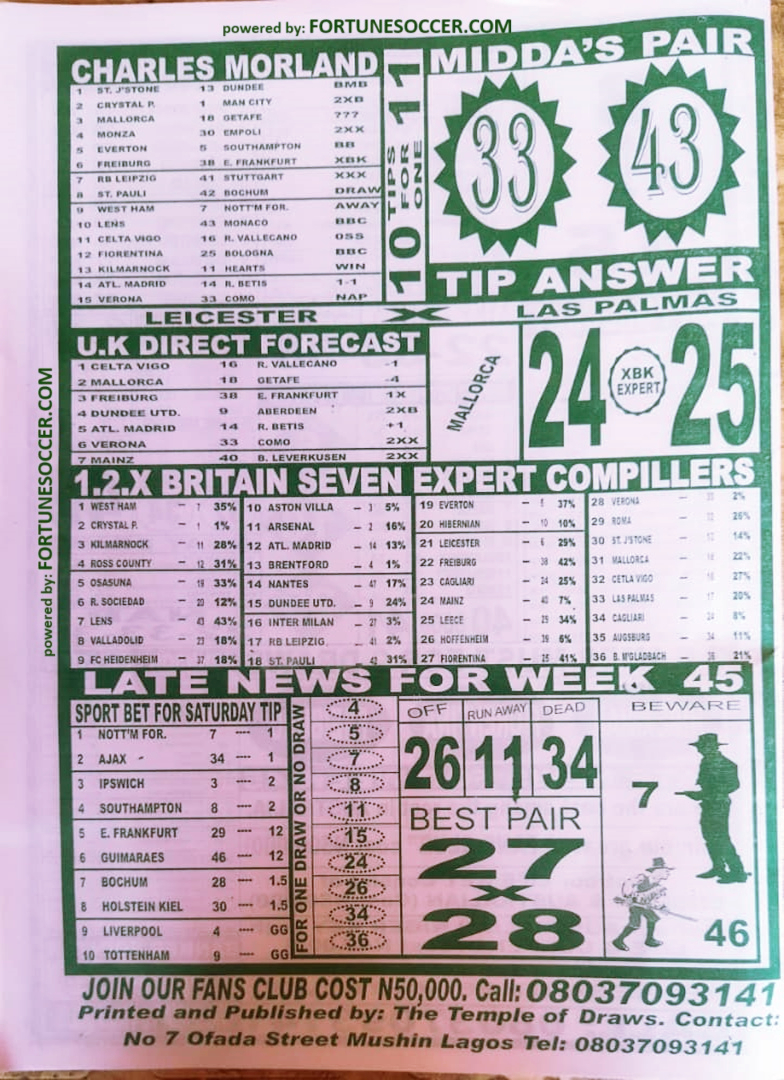 powered by: FORTUNESOCCER.COM
CHARLES MORLAND
1 ST. J'STONE 13 DUNDEE BMB
2 CRYSTAL P. 1 MAN CITY 2XB
3 MALLORCA 18 GETAFE ???
4 MONZA 30 EMPOLI 2XX
5 EVERTON 5 SOUTHAMPTON BB
6 FREIBURG 38 E. FRANKFURT XBK
7 RB LEIPZIG 41 STUTTGART XXX
8 ST. PAULI 42 BOCHUM DRAW
9 WEST HAM 7 NOTT'M FOR. AWAY
10 LENS 43 MONACO BBC
11 CELTA VIGO 16 R. VALLECANO OSS
12 FIORENTINA 25 BOLOGNA BBC
13 KILMARNOCK 11 HEARTS WIN
14 ATL. MADRID 14 R. BETIS 1-1
15 VERONA 33 COMO NAP
10 TIPS FOR ONE 11
MIDDA'S PAIR
33 43
TIP ANSWER
LEICESTER X LAS PALMAS
U.K DIRECT FORECAST
1 CELTA VIGO 16 R. VALLECANO -1
2 MALLORCA 18 GETAFE -4
3 FREIBURG 38 E. FRANKFURT 1X
4 DUNDEE UTD. 9 ABERDEEN 2XB
5 ATL. MADRID 14 R. BETIS +1
6 VERONA 33 COMO 2XX
7 MAINZ 40 B. LEVERKUSEN 2XX
MALLORCA
24 XBK EXPERT 25
powered by: FORTUNESOCCER.COM
1.2.X BRITAIN SEVEN EXPERT COMPILLERS
1 WEST HAM – 7 35%
2 CRYSTAL P. – 1 1%
3 KILMARNOCK – 11 28%
4 ROSS COUNTY – 12 31%
5 OSASUNA – 19 33%
6 R. SOCIEDAD – 20 12%
7 LENS – 43 43%
8 VALLADOLID – 23 18%
9 FC HEIDENHEIM – 37 18%
10 ASTON VILLA – 3 5%
11 ARSENAL – 2 16%
12 ATL. MADRID – 14 13%
13 BRENTFORD – 4 1%
14 NANTES – 47 17%
15 DUNDEE UTD. – 9 24%
16 INTER MILAN – 27 3%
17 RB LEIPZIG – 41 2%
18 ST. PAULI – 42 31%
19 EVERTON – 5 37%
20 HIBERNIAN – 10 10%
21 LEICESTER – 6 29%
22 FREIBURG – 38 42%
23 CAGLIARI – 24 25%
24 MAINZ – 40 7%
25 LEECE – 29 34%
26 HOFFENHEIM – 39 6%
27 FIORENTINA – 25 41%
28 VERONA – 2%
29 ROMA – 26%
30 ST. J'STONE – 14%
31 MALLORCA – 22%
32 CETLA VIGO – 27%
33 LAS PALMAS – 17 20%
34 CAGLIARI – 24 8%
35 AUGSBURG – 34 11%
36 B. M'GLADBACH – 36 21%
LATE NEWS FOR WEEK 45
SPORT BET FOR SATURDAY TIP
1 NOTT'M FOR. 7 ---- 1
2 AJAX - 34 ---- 1
3 IPSWICH 3 ---- 2
4 SOUTHAMPTON 8 ---- 2
5 E. FRANKFURT 29 ---- 12
6 GUIMARAES 46 ---- 12
7 BOCHUM 28 ---- 1.5
8 HOLSTEIN KIEL 30 ---- 1.5
9 LIVERPOOL 4 ---- GG
10 TOTTENHAM 9 ---- GG
FOR ONE DRAW OR NO DRAW
4
5
7
8
11
15
24
26
34
36
OFF RUN AWAY DEAD
26 11 34
BEST PAIR
27
X
28
BEWARE
7
46
JOIN OUR FANS CLUB COST N50,000. Call: 08037093141
Printed and Published by: The Temple of Draws. Contact:
No 7 Ofada Street Mushin Lagos Tel: 08037093141